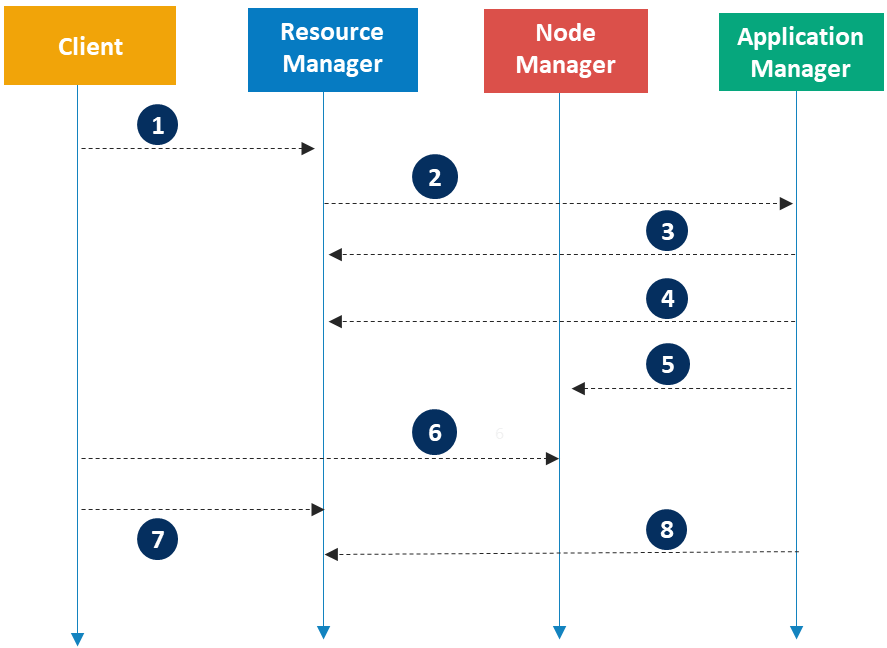 Client
Resource
Manager
Node
Manager
Application
Manager
1
2
3
4
5
6
6
7
8